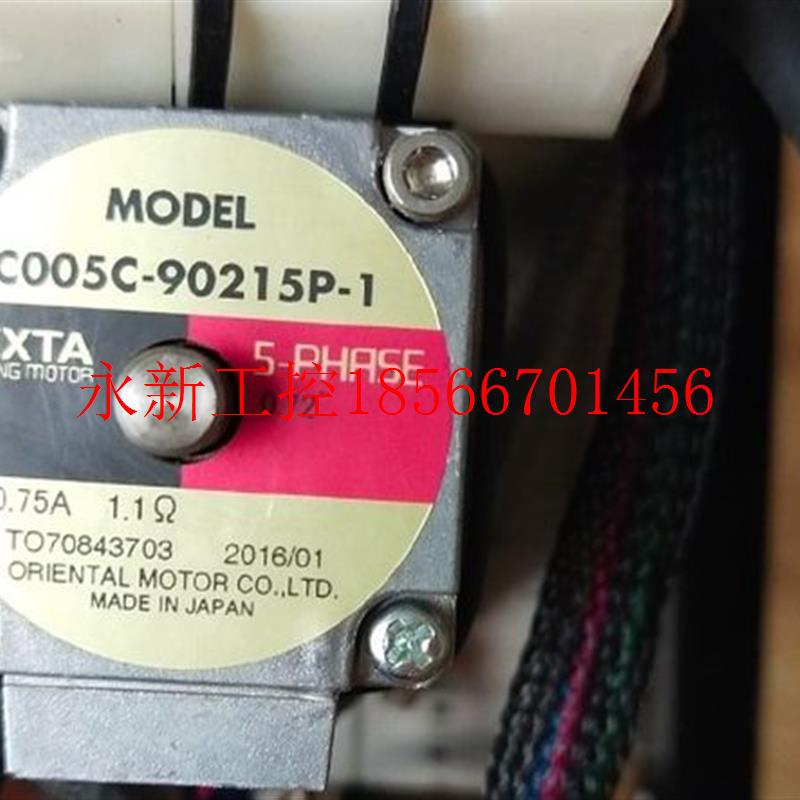 MODEL
C005C-90215P-1
XTA
NG MOTOR
5-PHASE
永新工控18566701456
0.75A 1.1Ω
TO70843703 2016/01
ORIENTAL MOTOR CO.,LTD.
MADE IN JAPAN